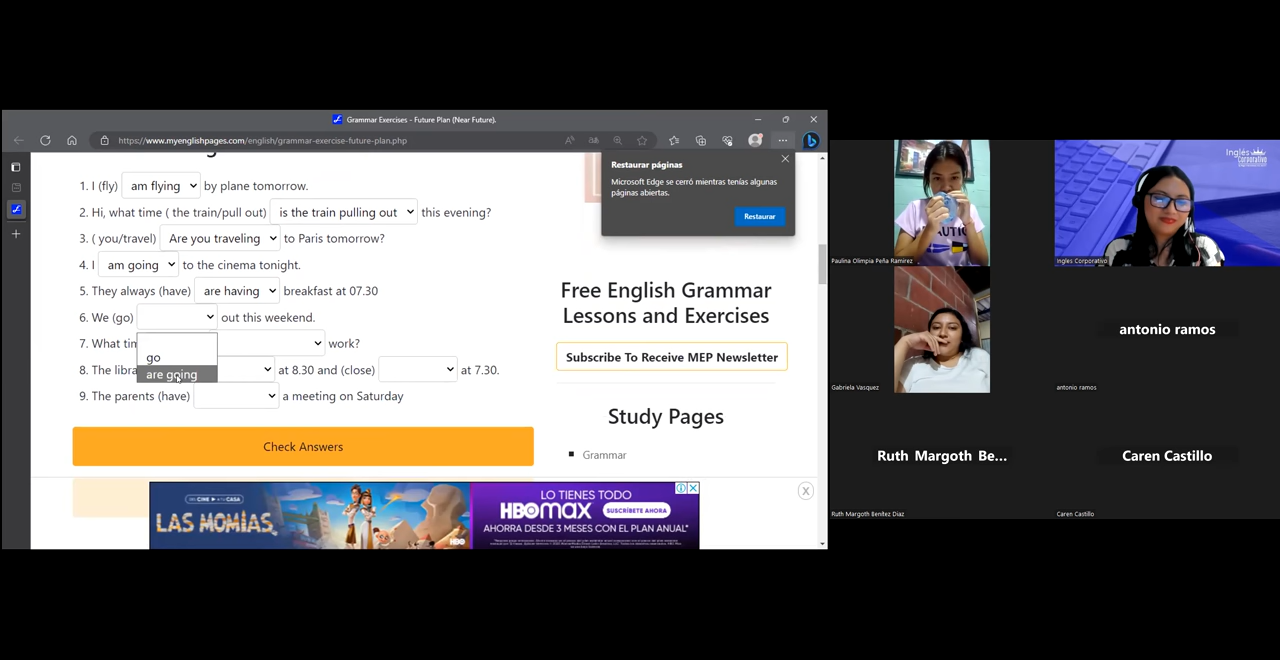 Grammar Exercises - Future Plan (Near Future).
https://www.myenglishpages.com/english/grammar-exercise-future-plan.php
Restaurar páginas
Microsoft Edge se cerró mientras tenías algunas
páginas abiertas.
Restaurar
1. I (fly) am flying by plane tomorrow.
2. Hi, what time ( the train/pull out) is the train pulling out this evening?
3. ( you/travel) Are you traveling to Paris tomorrow?
4. I am going to the cinema tonight.
5. They always (have) are having breakfast at 07.30
6. We (go) out this weekend.
7. What tim work?
go
are going
8. The libra at 8.30 and (close) at 7.30.
9. The parents (have) a meeting on Saturday
Check Answers
Free English Grammar
Lessons and Exercises
Subscribe To Receive MEP Newsletter
Study Pages
Grammar
X
DEL CINE A TU CASA
LAS MOMIAS
LO TIENES TODO
HBOMAX SUSCRÍBETE AHORA
AHORA DESDE 3 MESES CON EL PLAN ANUAL*
HBO
Paulina Olimpia Peña Ramirez
Inglés
Corporativo
Ingles Corporativo
Gabriela Vasquez
antonio ramos
antonio ramos
Ruth Margoth Be...
Ruth Margoth Benitez Diaz
Caren Castillo
Caren Castillo